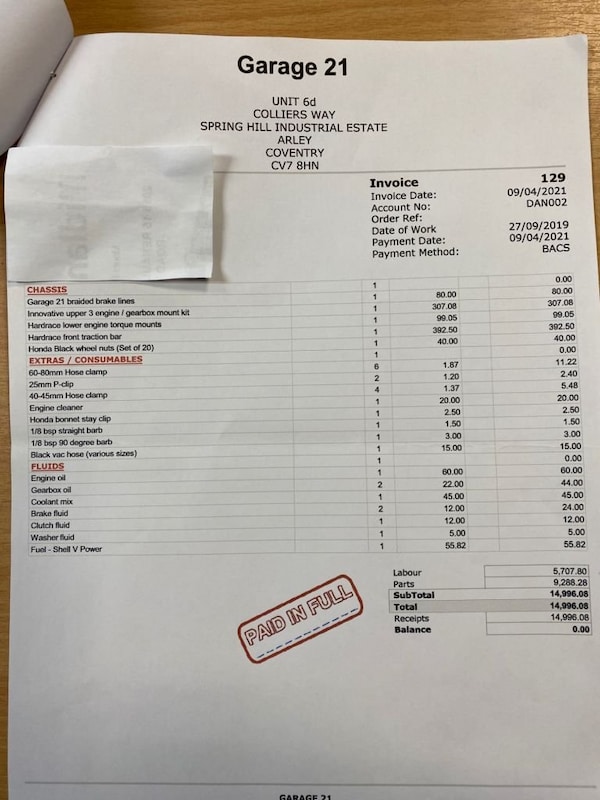 Garage 21
UNIT 6d
COLLIERS WAY
SPRING HILL INDUSTRIAL ESTATE
ARLEY
COVENTRY
CV7 8HN
Invoice 129
Invoice Date: 09/04/2021
Account No: DAN002
Order Ref:
Date of Work 27/09/2019
Payment Date: 09/04/2021
Payment Method: BACS
CHASSIS 1 0.00
Garage 21 braided brake lines 1 80.00 80.00
Innovative upper 3 engine / gearbox mount kit 1 307.08 307.08
Hardrace lower engine torque mounts 1 99.05 99.05
Hardrace front traction bar 1 392.50 392.50
Honda Black wheel nuts (Set of 20) 1 40.00 40.00
EXTRAS / CONSUMABLES 1 0.00
60-80mm Hose clamp 6 1.87 11.22
25mm P-clip 2 1.20 2.40
40-45mm Hose clamp 4 1.37 5.48
Engine cleaner 1 20.00 20.00
Honda bonnet stay clip 1 2.50 2.50
1/8 bsp straight barb 1 1.50 1.50
1/8 bsp 90 degree barb 1 3.00 3.00
Black vac hose (various sizes) 1 15.00 15.00
FLUIDS 1 0.00
Engine oil 1 60.00 60.00
Gearbox oil 2 22.00 44.00
Coolant mix 1 45.00 45.00
Brake fluid 2 12.00 24.00
Clutch fluid 1 12.00 12.00
Washer fluid 1 5.00 5.00
Fuel - Shell V Power 1 55.82 55.82
Labour 5,707.80
Parts 9,288.28
SubTotal 14,996.08
Total 14,996.08
Receipts 14,996.08
Balance 0.00
PAID IN FULL
GARAGE 21